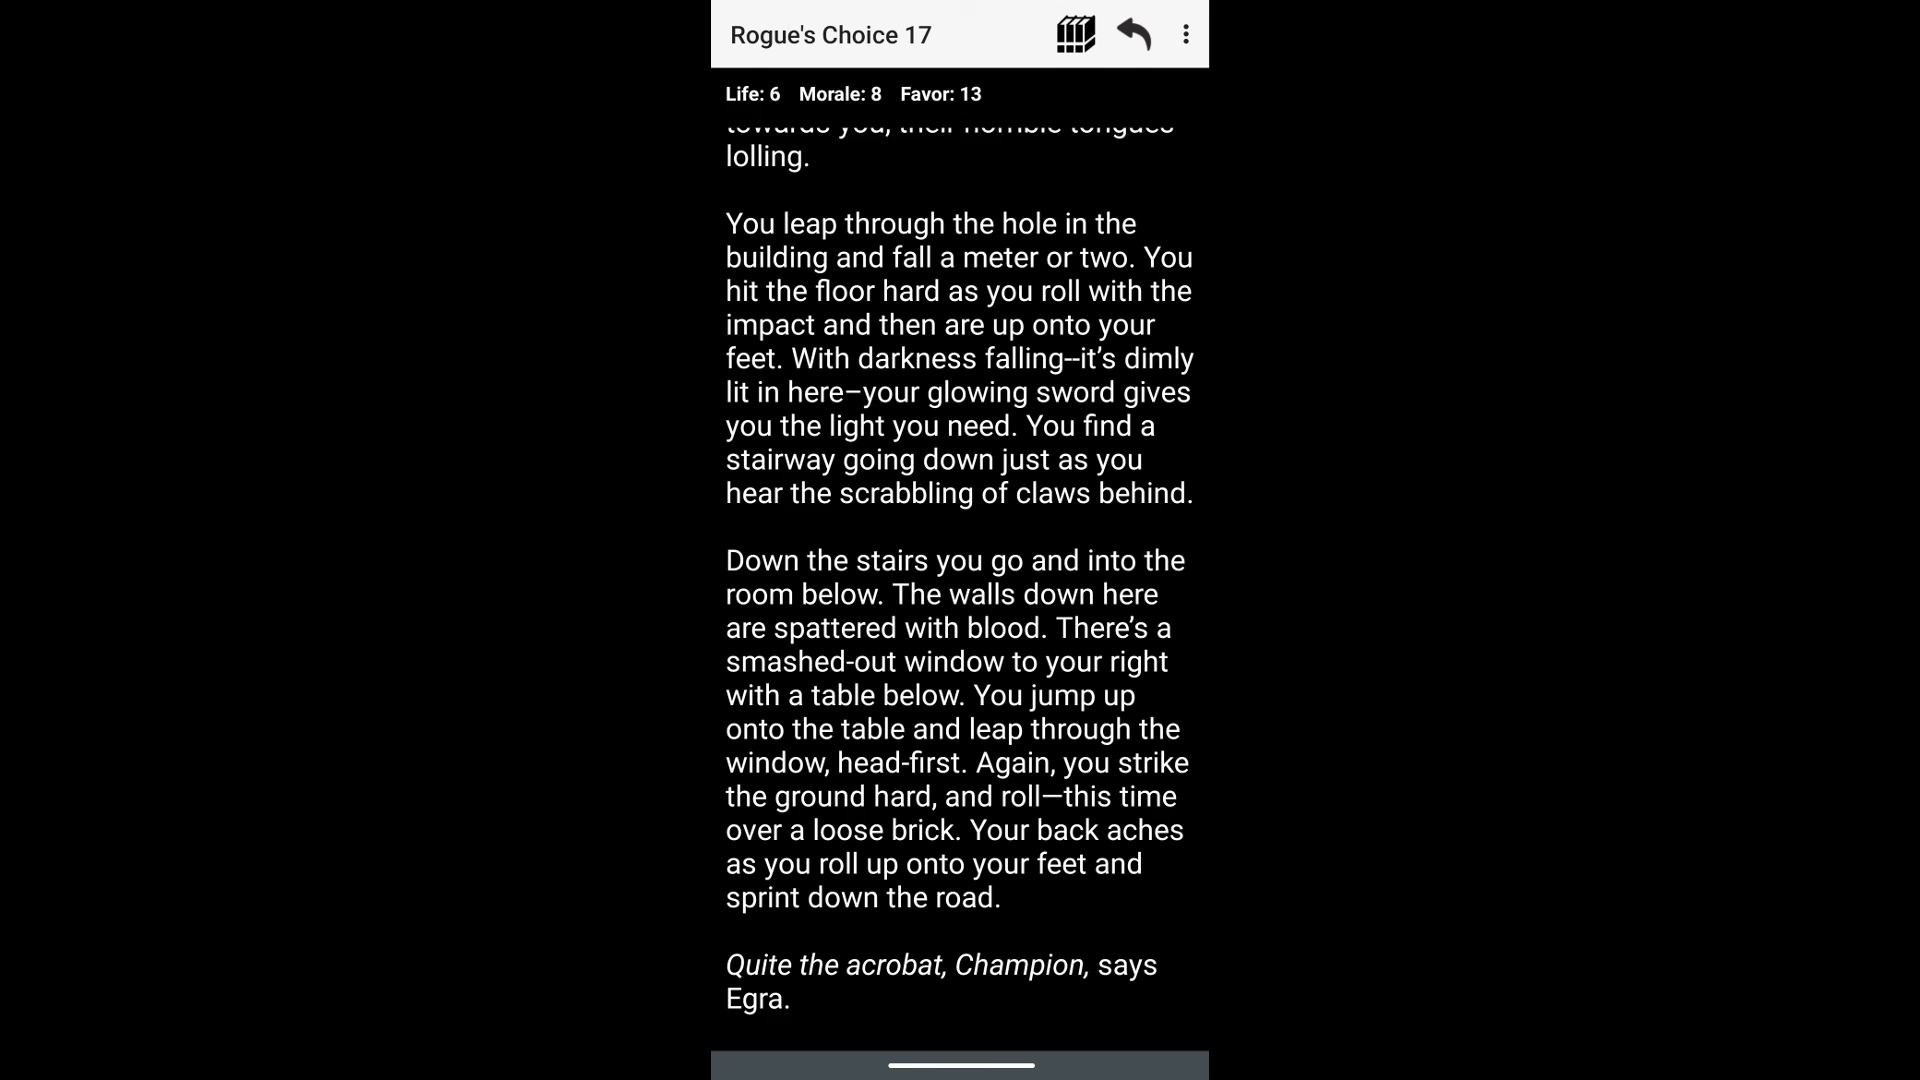 Rogue's Choice 17
Life: 6 Morale: 8 Favor: 13
towards you, their horrible tongues
lolling.
You leap through the hole in the
building and fall a meter or two. You
hit the floor hard as you roll with the
impact and then are up onto your
feet. With darkness falling--it’s dimly
lit in here–your glowing sword gives
you the light you need. You find a
stairway going down just as you
hear the scrabbling of claws behind.
Down the stairs you go and into the
room below. The walls down here
are spattered with blood. There’s a
smashed-out window to your right
with a table below. You jump up
onto the table and leap through the
window, head-first. Again, you strike
the ground hard, and roll—this time
over a loose brick. Your back aches
as you roll up onto your feet and
sprint down the road.
Quite the acrobat, Champion, says
Egra.